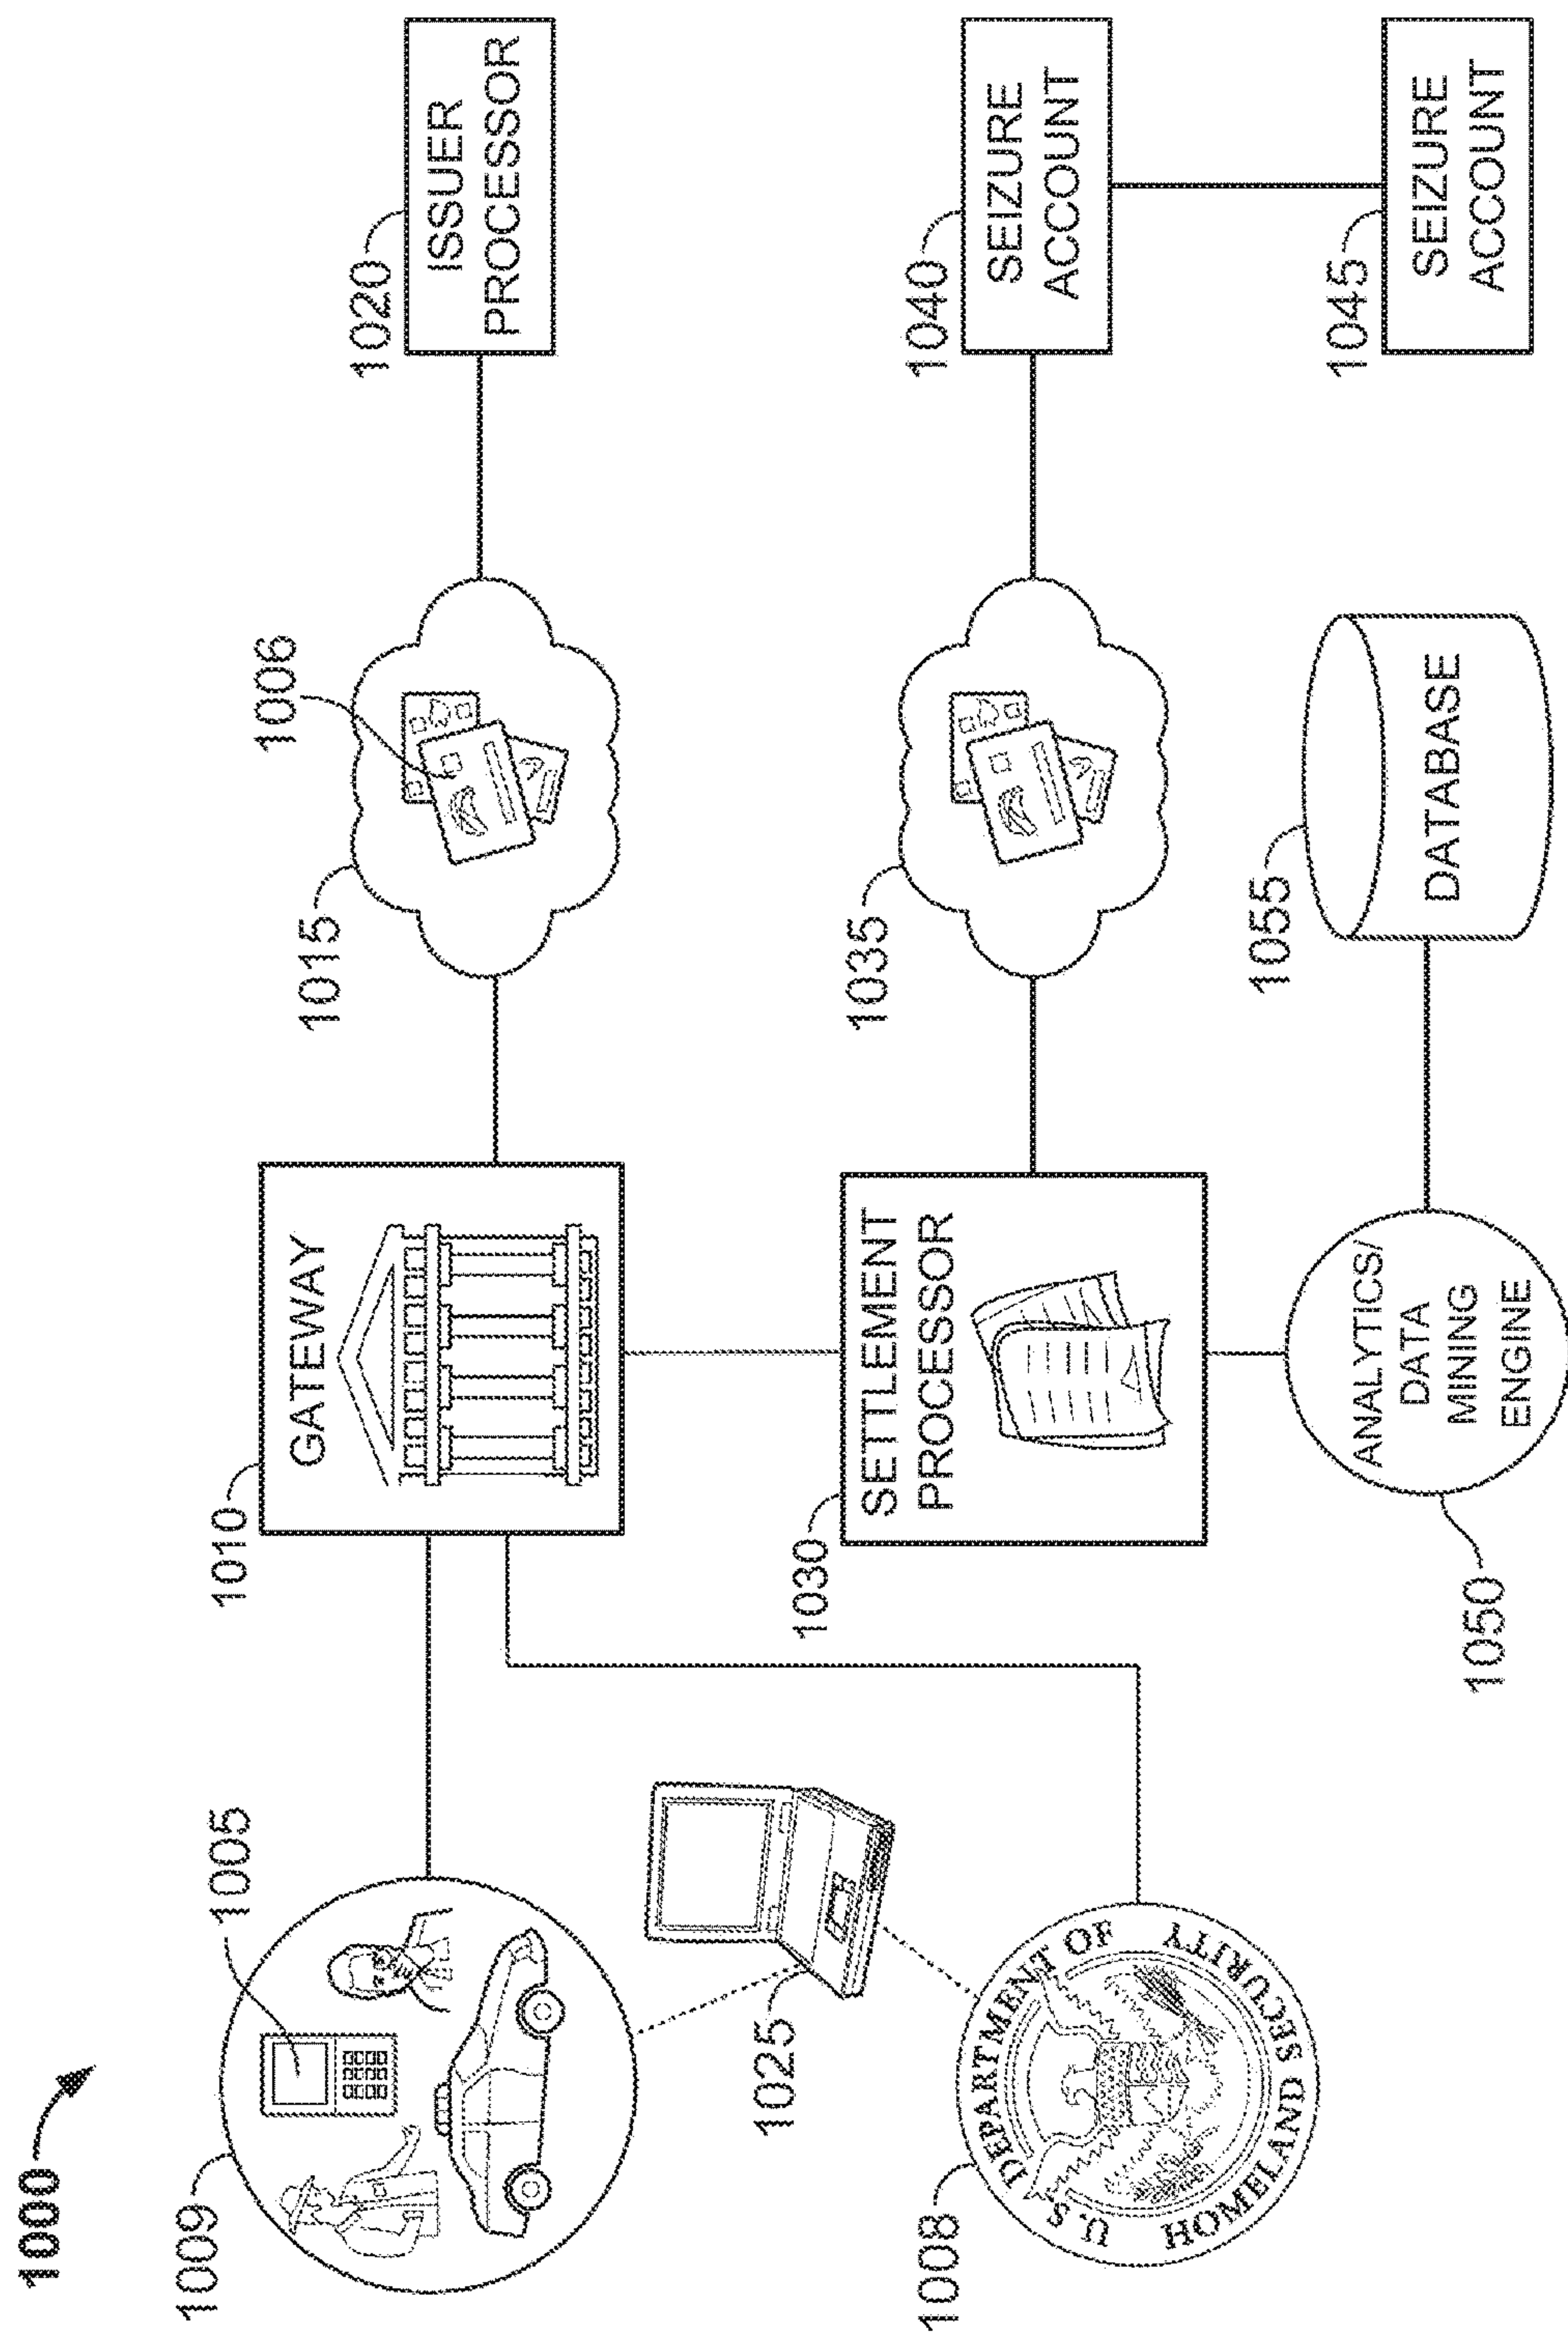 1000
1009
1005
1010
GATEWAY
1015
1006
1020
ISSUER
PROCESSOR
1025
1008
U.S. DEPARTMENT OF
HOMELAND SECURITY
1030
SETTLEMENT
PROCESSOR
1035
1040
SEIZURE
ACCOUNT
1050
ANALYTICS/
DATA
MINING
ENGINE
1055
DATABASE
1045
SEIZURE
ACCOUNT